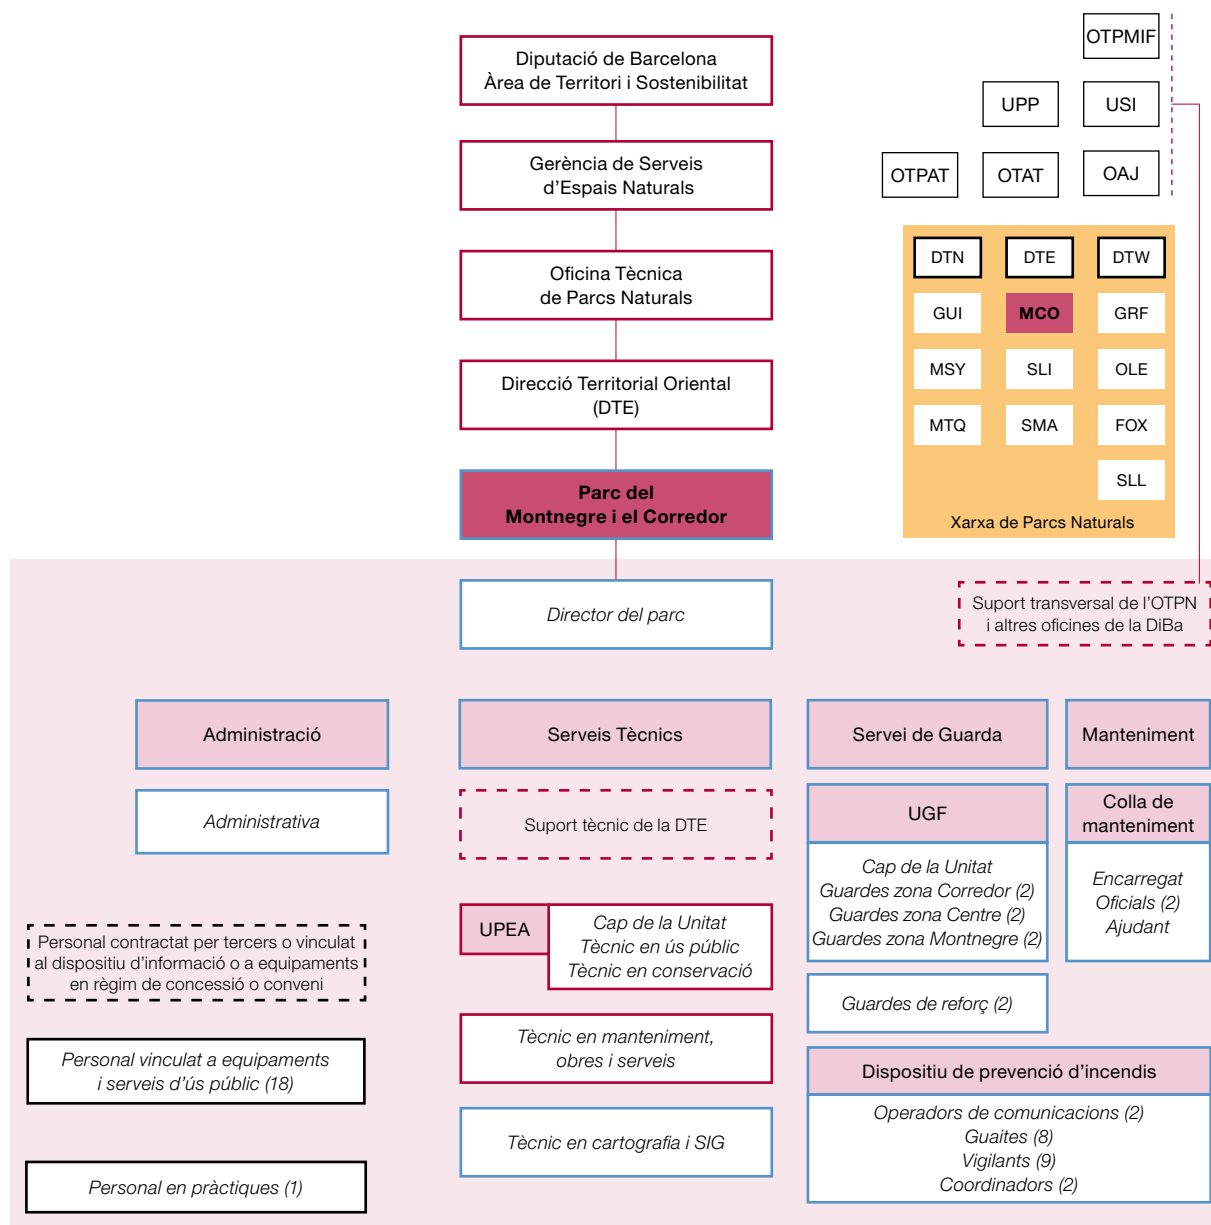 Diputació de Barcelona
Àrea de Territori i Sostenibilitat
Gerència de Serveis
d’Espais Naturals
Oficina Tècnica
de Parcs Naturals
Direcció Territorial Oriental
(DTE)
Parc del
Montnegre i el Corredor
OTPMIF
UPP
USI
OTPAT
OTAT
OAJ
DTN
DTE
DTW
GUI
MCO
GRF
MSY
SLI
OLE
MTQ
SMA
FOX
SLL
Xarxa de Parcs Naturals
Director del parc
Suport transversal de l’OTPN
i altres oficines de la DiBa
Administració
Administrativa
Serveis Tècnics
Suport tècnic de la DTE
UPEA
Cap de la Unitat
Tècnic en ús públic
Tècnic en conservació
Tècnic en manteniment,
obres i serveis
Tècnic en cartografia i SIG
Servei de Guarda
UGF
Cap de la Unitat
Guardes zona Corredor (2)
Guardes zona Centre (2)
Guardes zona Montnegre (2)
Guardes de reforç (2)
Manteniment
Colla de
manteniment
Encarregat
Oficials (2)
Ajudant
Dispositiu de prevenció d’incendis
Operadors de comunicacions (2)
Guaites (8)
Vigilants (9)
Coordinadors (2)
Personal contractat per tercers o vinculat
al dispositiu d’informació o a equipaments
en règim de concessió o conveni
Personal vinculat a equipaments
i serveis d’ús públic (18)
Personal en pràctiques (1)